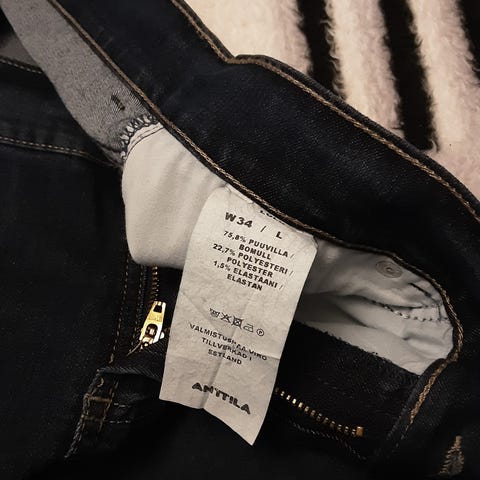 W34 / L
75,8% PUUVILLA /
BOMULL
22,7% POLYESTERI /
POLYESTER
1,5% ELASTAANI /
ELASTAN
VALMISTUSMAA VIRO
TILLVERKAD I
ESTLAND
ANTTILA